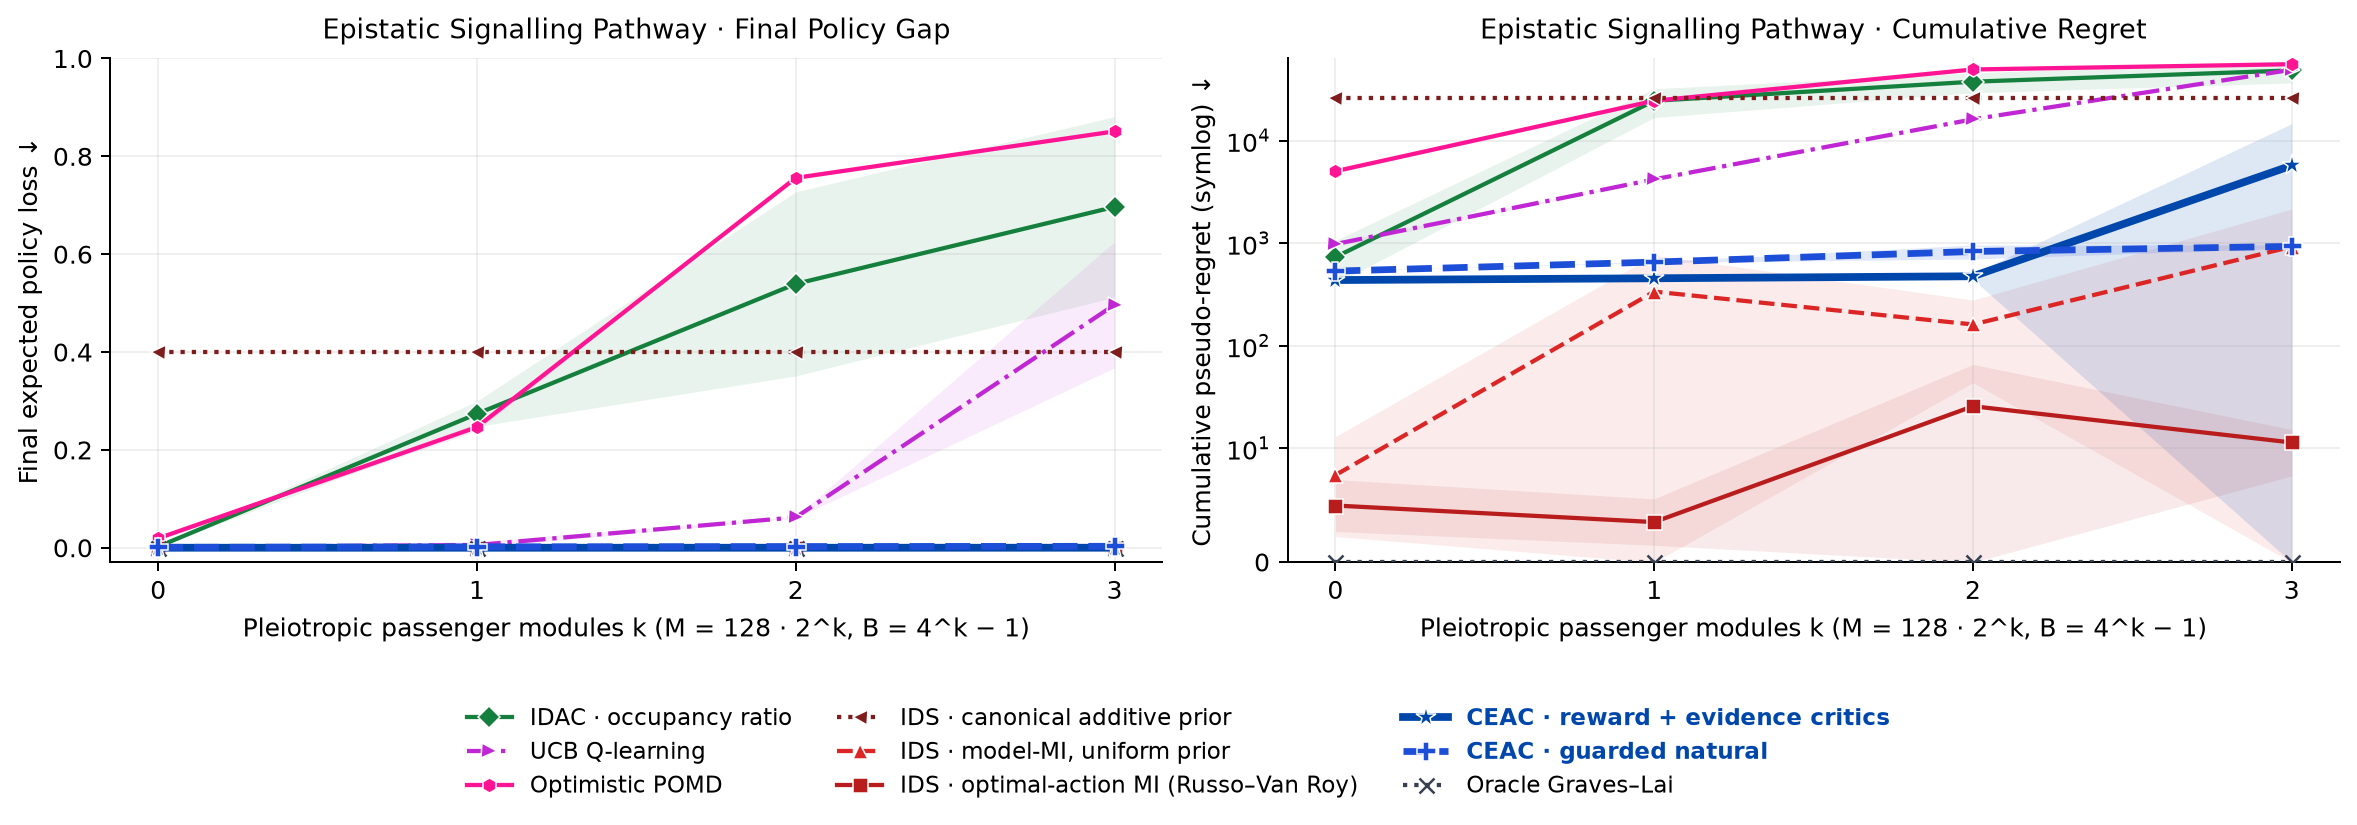 Epistatic Signalling Pathway · Final Policy Gap
Final expected policy loss ↓
1.0
0.8
0.6
0.4
0.2
0.0
0 1 2 3
Pleiotropic passenger modules k (M = 128 · 2^k, B = 4^k − 1)
Epistatic Signalling Pathway · Cumulative Regret
Cumulative pseudo-regret (symlog) ↓
10⁴
10³
10²
10¹
0
0 1 2 3
Pleiotropic passenger modules k (M = 128 · 2^k, B = 4^k − 1)
IDAC · occupancy ratio
UCB Q-learning
Optimistic POMD
IDS · canonical additive prior
IDS · model-MI, uniform prior
IDS · optimal-action MI (Russo–Van Roy)
CEAC · reward + evidence critics
CEAC · guarded natural
Oracle Graves–Lai